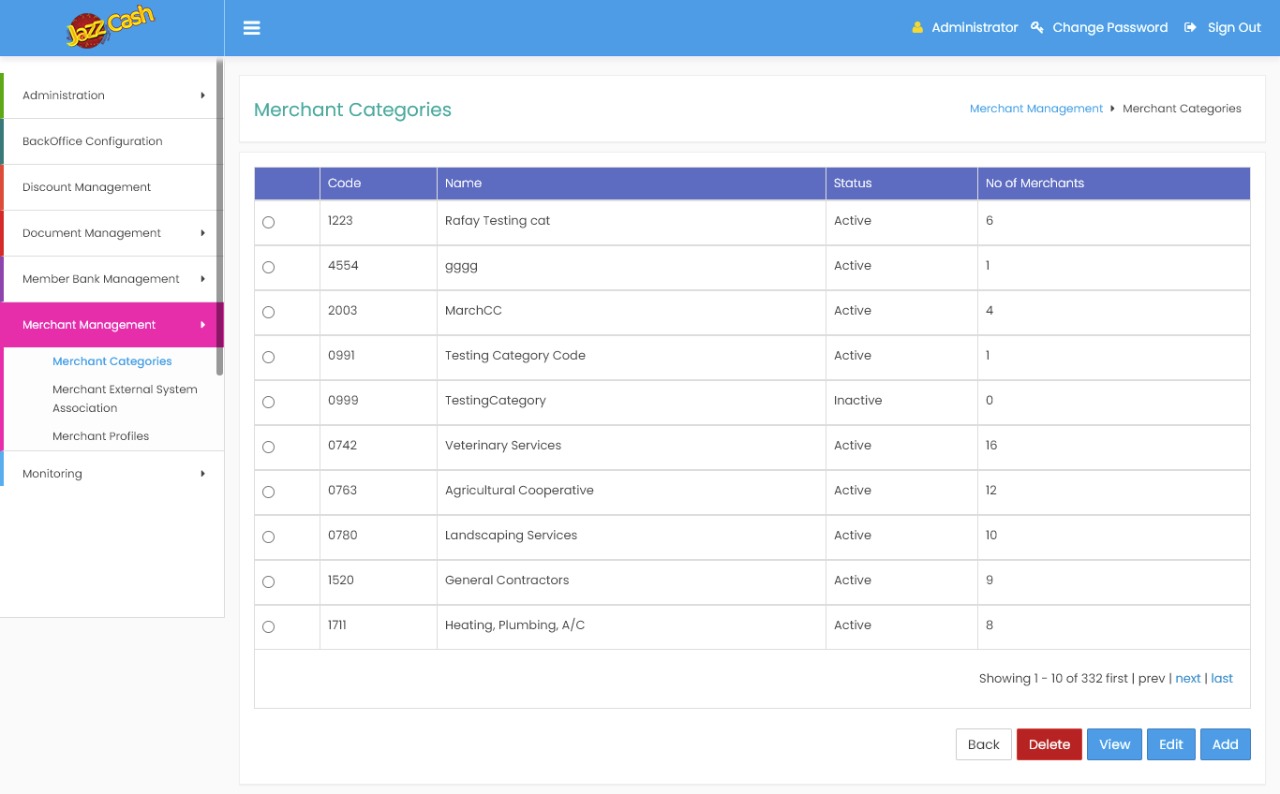 Jazz Cash
Administrator Change Password Sign Out
Administration
BackOffice Configuration
Discount Management
Document Management
Member Bank Management
Merchant Management
Merchant Categories
Merchant External System
Association
Merchant Profiles
Monitoring
Merchant Categories
Merchant Management Merchant Categories
Code Name Status No of Merchants
1223 Rafay Testing cat Active 6
4554 gggg Active 1
2003 MarchCC Active 4
0991 Testing Category Code Active 1
0999 TestingCategory Inactive 0
0742 Veterinary Services Active 16
0763 Agricultural Cooperative Active 12
0780 Landscaping Services Active 10
1520 General Contractors Active 9
1711 Heating, Plumbing, A/C Active 8
Showing 1 - 10 of 332 first | prev | next | last
Back Delete View Edit Add